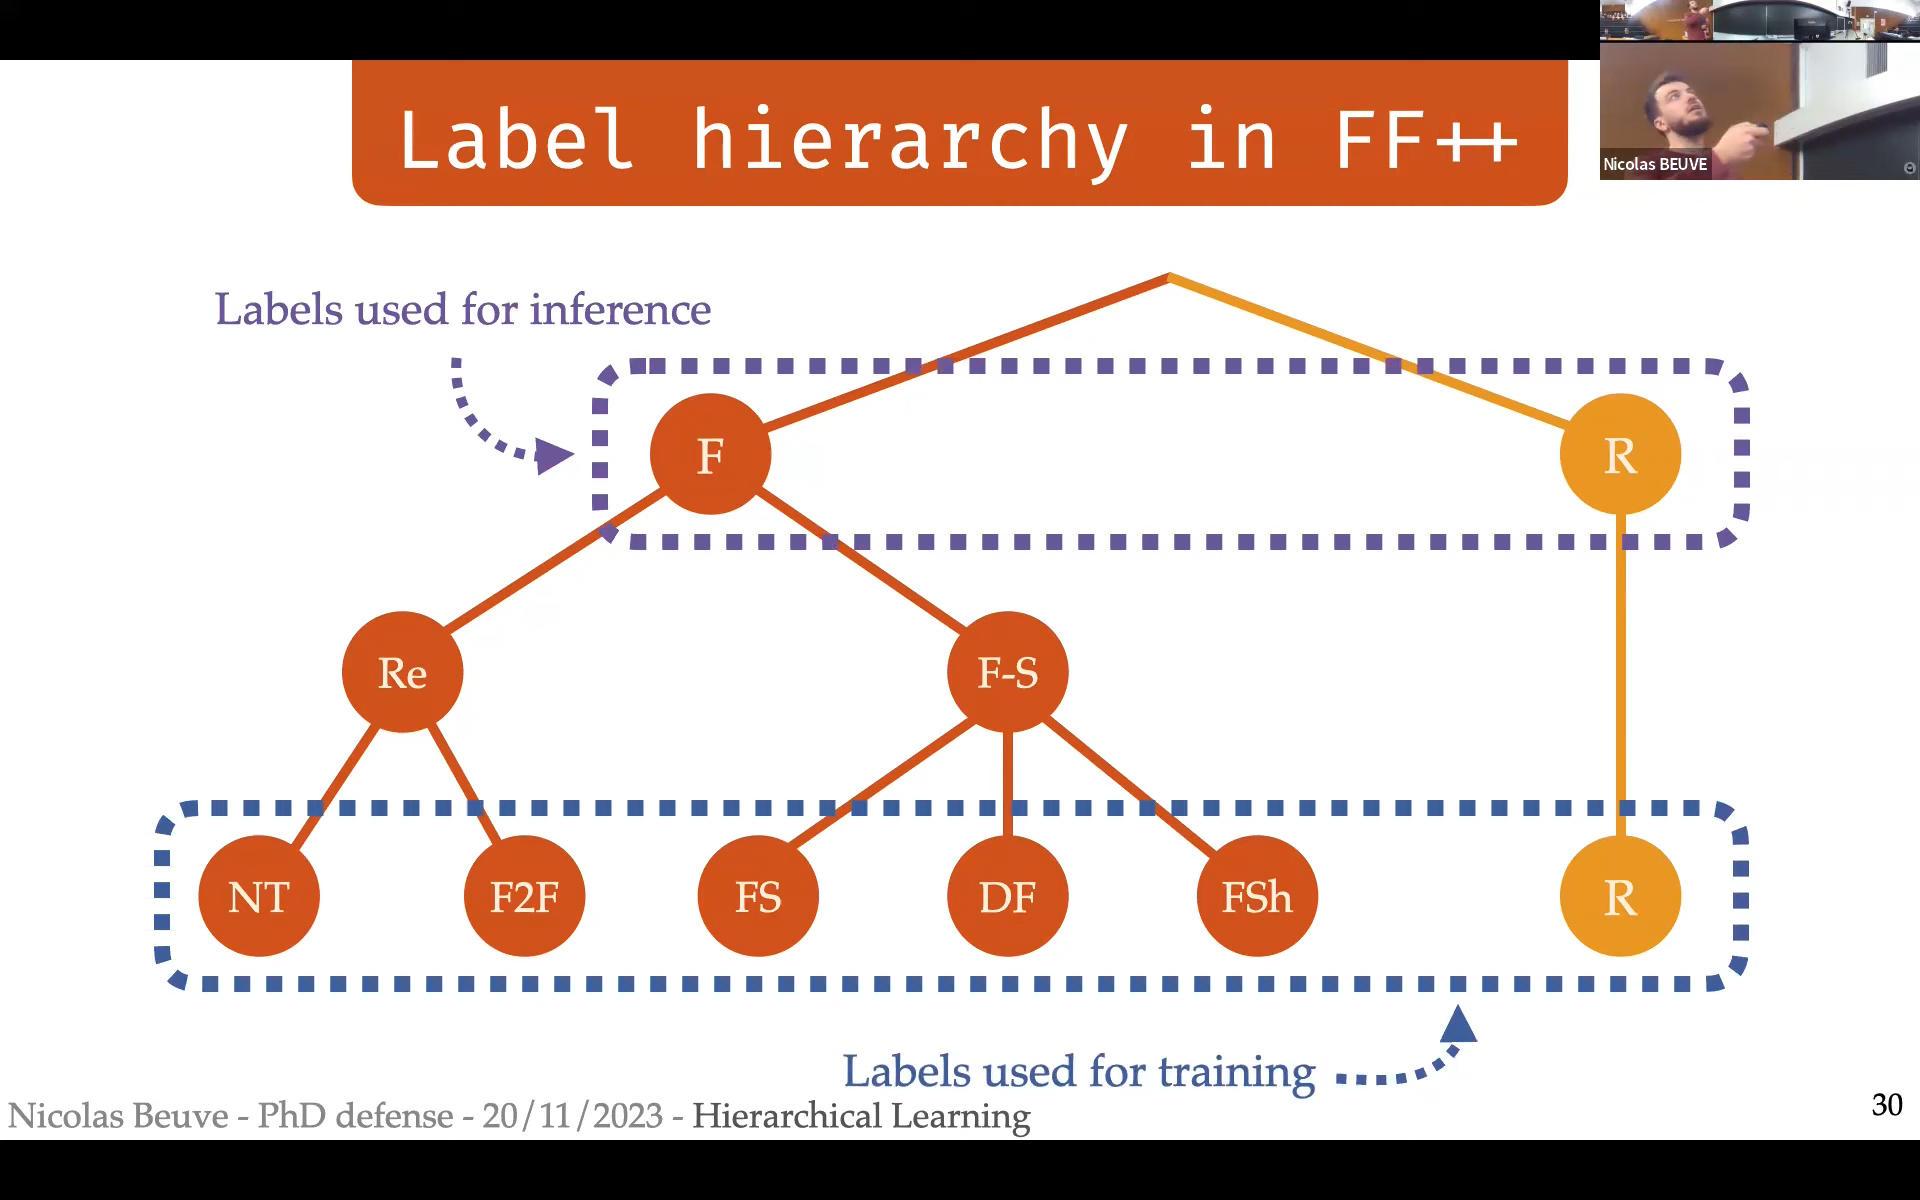 Label hierarchy in FF++
Nicolas BEUVE
Labels used for inference
F
R
Re
F-S
NT
F2F
FS
DF
FSh
R
Labels used for training
Nicolas Beuve - PhD defense - 20/11/2023 - Hierarchical Learning
30